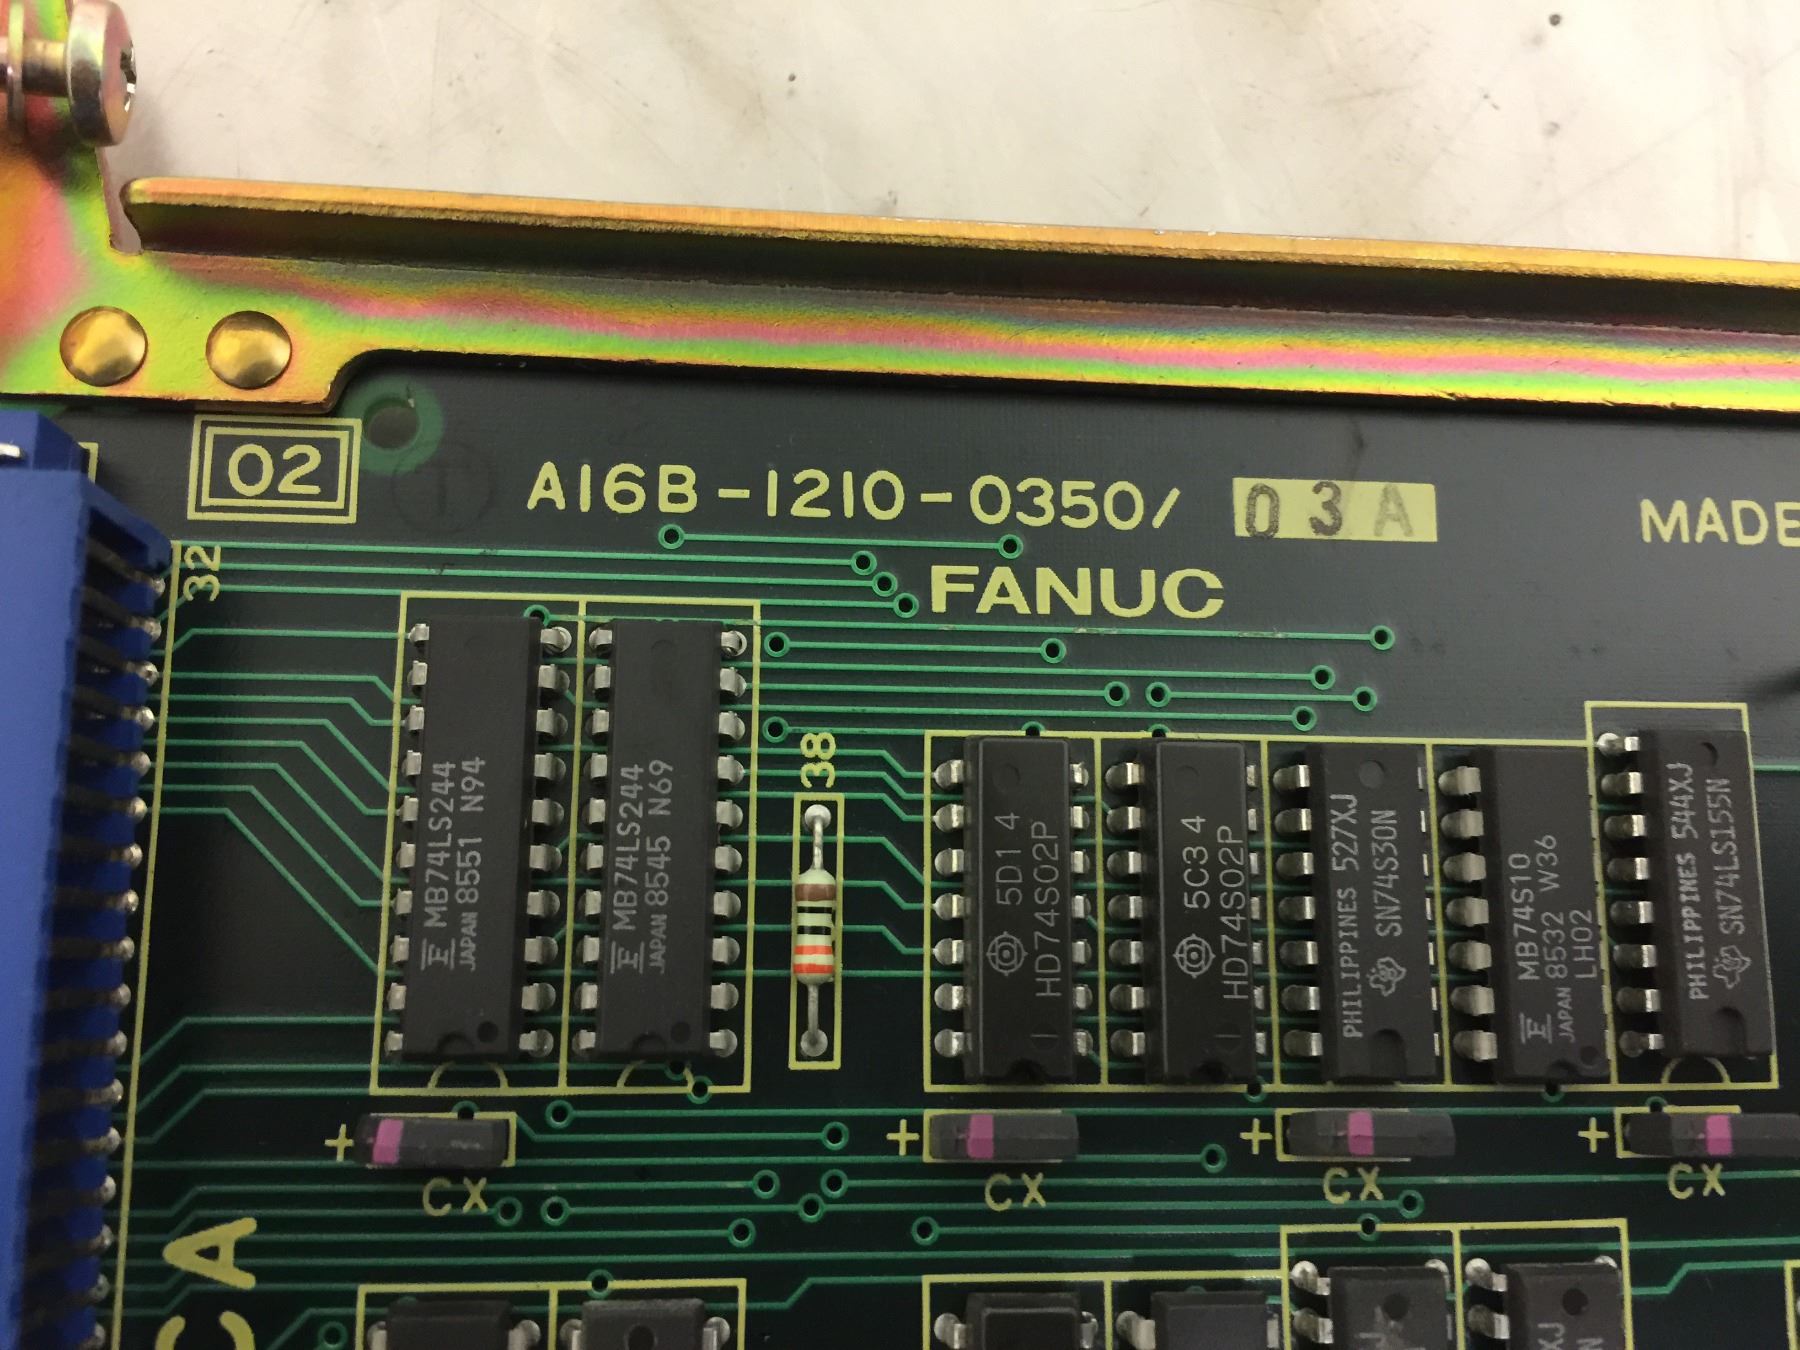 02
A16B-1210-0350/ 03A
MADE
32
FANUC
38
MB74LS244
JAPAN 8551 N94
MB74LS244
JAPAN 8545 N69
5D1 4
HD74S02P
5C3 4
HD74S02P
PHILIPPINES 527XJ
SN74S30N
MB74S10
JAPAN 8532 W36
LH02
PHILIPPINES 544XJ
SN74LS155N
+
+
+
+
CX
CX
CX
CX
CA